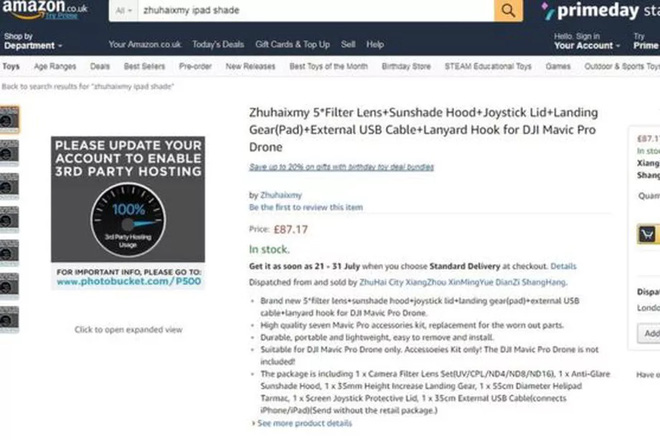 amazon.co.uk
Try Prime
All
zhuhaixmy ipad shade
primeday
Shop by
Department
Your Amazon.co.uk Today's Deals Gift Cards & Top Up Sell Help
Hello. Sign in
Your Account
Try
Prime
Toys Age Ranges Deals Best Sellers Pre-order New Releases Best Toys of the Month Birthday Store STEAM Educational Toys Games Outdoor & Sports Toys
Back to search results for "zhuhaixmy ipad shade"
PLEASE UPDATE YOUR
ACCOUNT TO ENABLE
3RD PARTY HOSTING
100%
3rd Party Hosting
Usage
FOR IMPORTANT INFO, PLEASE GO TO:
www.photobucket.com/P500
Click to open expanded view
Zhuhaixmy 5*Filter Lens+Sunshade Hood+Joystick Lid+Landing
Gear(Pad)+External USB Cable+Lanyard Hook for DJI Mavic Pro
Drone
Save up to 20% on gifts with birthday toy deal bundles
by Zhuhaixmy
Be the first to review this item
Price: £87.17
In stock.
Get it as soon as 21 - 31 July when you choose Standard Delivery at checkout. Details
Dispatched from and sold by ZhuHai City XiangZhou XinMingYue DianZi ShangHang.
Brand new 5*filter lens+sunshade hood+joystick lid+landing gear(pad)+external USB
cable+lanyard hook for DJI Mavic Pro Drone.
High quality seven Mavic Pro accessories kit, replacement for the worn out parts.
Durable, portable and lightweight, easy to remove and install.
Suitable for DJI Mavic Pro Drone only. Accessoeies Kit only! The DJI Mavic Pro Drone is not
included!
The package is including 1 x Camera Filter Lens Set(UV/CPL/ND4/ND8/ND16), 1 x Anti-Glare
Sunshade Hood, 1 x 35mm Height Increase Landing Gear, 1 x 55cm Diameter Helipad
Tarmac, 1 x Screen Joystick Protective Lid, 1 x 35cm External USB Cable(connects
iPhone/iPad)(Send without the retail package.)
› See more product details
£87.1
In stoc
Xiang
Shang
Quan
Dispat
Londo
Add
Have o